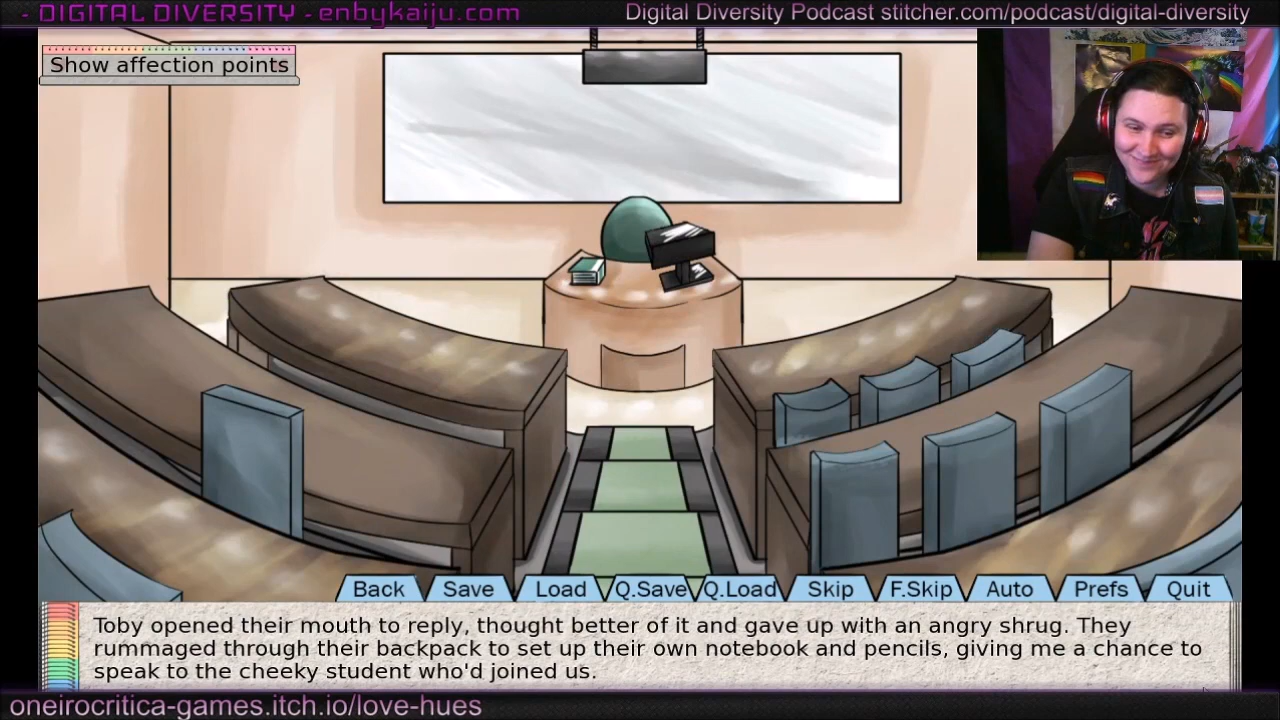 - DIGITAL DIVERSITY - enbykaiju.com
Digital Diversity Podcast stitcher.com/podcast/digital-diversity
Show affection points
Back Save Load Q.Save Q.Load Skip F.Skip Auto Prefs Quit
Toby opened their mouth to reply, thought better of it and gave up with an angry shrug. They
rummaged through their backpack to set up their own notebook and pencils, giving me a chance to
speak to the cheeky student who'd joined us.
oneirocritica-games.itch.io/love-hues